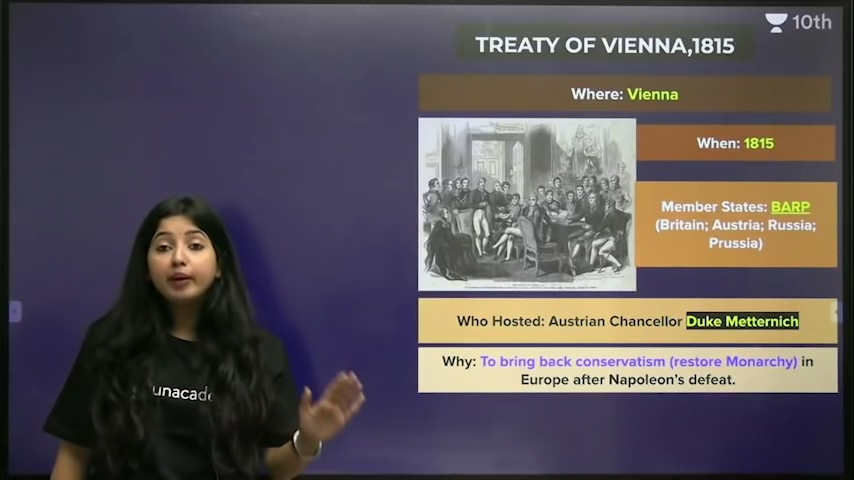 10th
TREATY OF VIENNA,1815
Where: Vienna
When: 1815
Member States: BARP
(Britain; Austria; Russia;
Prussia)
Who Hosted: Austrian Chancellor Duke Metternich
Why: To bring back conservatism (restore Monarchy) in
Europe after Napoleon's defeat.
unacade